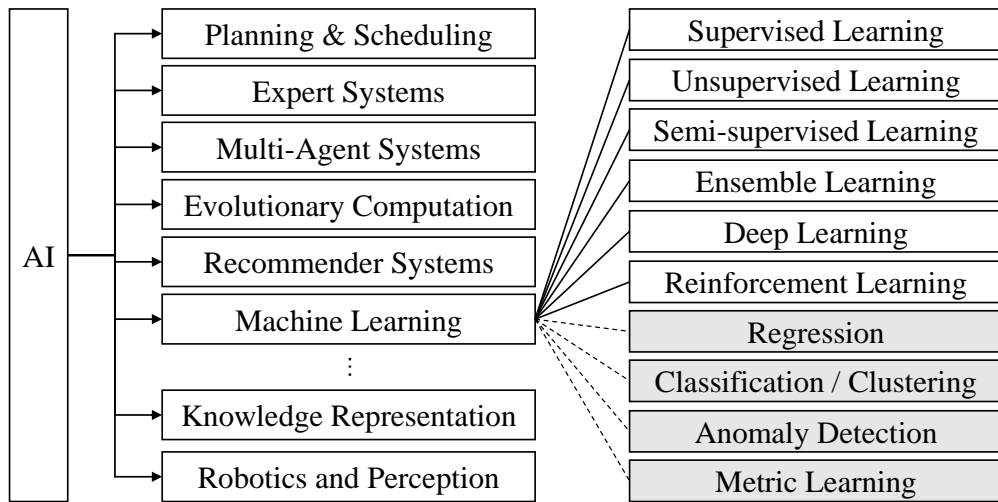 AI
Planning & Scheduling
Expert Systems
Multi-Agent Systems
Evolutionary Computation
Recommender Systems
Machine Learning
⋮
Knowledge Representation
Robotics and Perception
Supervised Learning
Unsupervised Learning
Semi-supervised Learning
Ensemble Learning
Deep Learning
Reinforcement Learning
Regression
Classification / Clustering
Anomaly Detection
Metric Learning